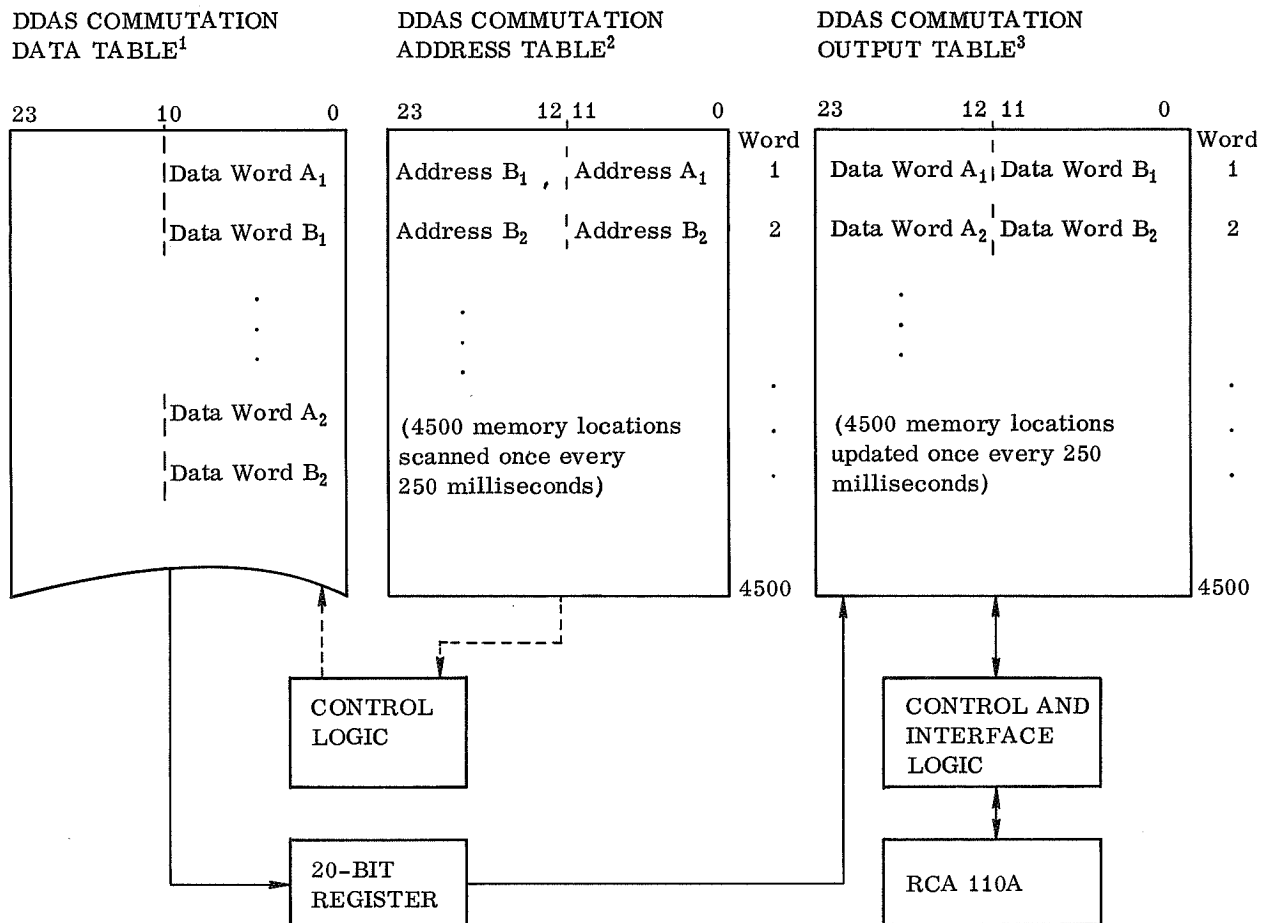 DDAS COMMUTATION
DATA TABLE¹
23 10 0
Data Word A₁
Data Word B₁
Data Word A₂
Data Word B₂
DDAS COMMUTATION
ADDRESS TABLE²
23 12 11 0
Word
Address B₁ , Address A₁ 1
Address B₂ Address B₂ 2
(4500 memory locations
scanned once every
250 milliseconds)
4500
DDAS COMMUTATION
OUTPUT TABLE³
23 12 11 0
Word
Data Word A₁ Data Word B₁ 1
Data Word A₂ Data Word B₂ 2
(4500 memory locations
updated once every 250
milliseconds)
4500
CONTROL
LOGIC
CONTROL AND
INTERFACE
LOGIC
20-BIT
REGISTER
RCA 110A